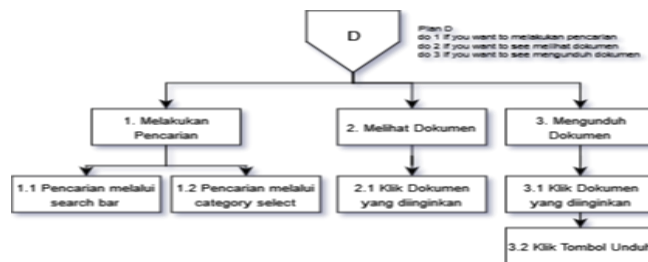 D
Plan D
do 1 if you want to melakukan pencarian
do 2 if you want to see melihat dokumen
do 3 if you want to see mengunduh dokumen
1. Melakukan
Pencarian
2. Melihat Dokumen
3. Mengunduh
Dokumen
1.1 Pencarian melalui
search bar
1.2 Pencarian melalui
category select
2.1 Klik Dokumen
yang diinginkan
3.1 Klik Dokumen
yang diinginkan
3.2 Klik Tombol Unduh